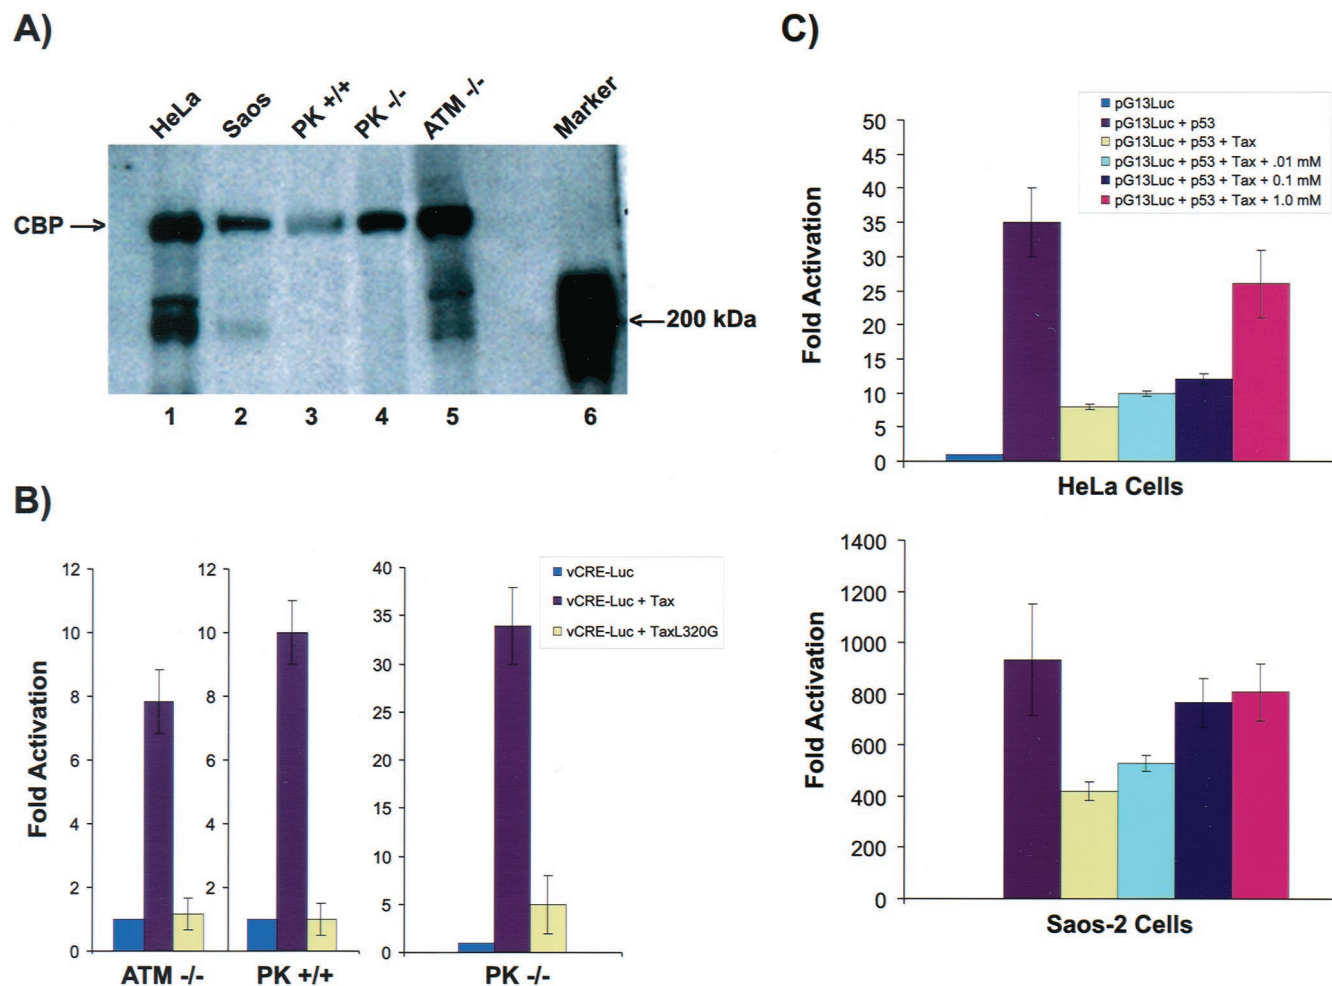 A)
HeLa
Saos
PK +/+
PK -/-
ATM -/-
Marker
CBP
200 kDa
1 2 3 4 5 6
B)
12
10
8
6
4
2
0
Fold Activation
ATM -/-
12
10
8
6
4
2
PK +/+
40
35
30
25
20
15
10
5
0
PK -/-
vCRE-Luc
vCRE-Luc + Tax
vCRE-Luc + TaxL320G
C)
pG13Luc
pG13Luc + p53
pG13Luc + p53 + Tax
pG13Luc + p53 + Tax + .01 mM
pG13Luc + p53 + Tax + 0.1 mM
pG13Luc + p53 + Tax + 1.0 mM
50
45
40
35
30
25
20
15
10
5
0
Fold Activation
HeLa Cells
1400
1200
1000
800
600
400
200
0
Fold Activation
Saos-2 Cells